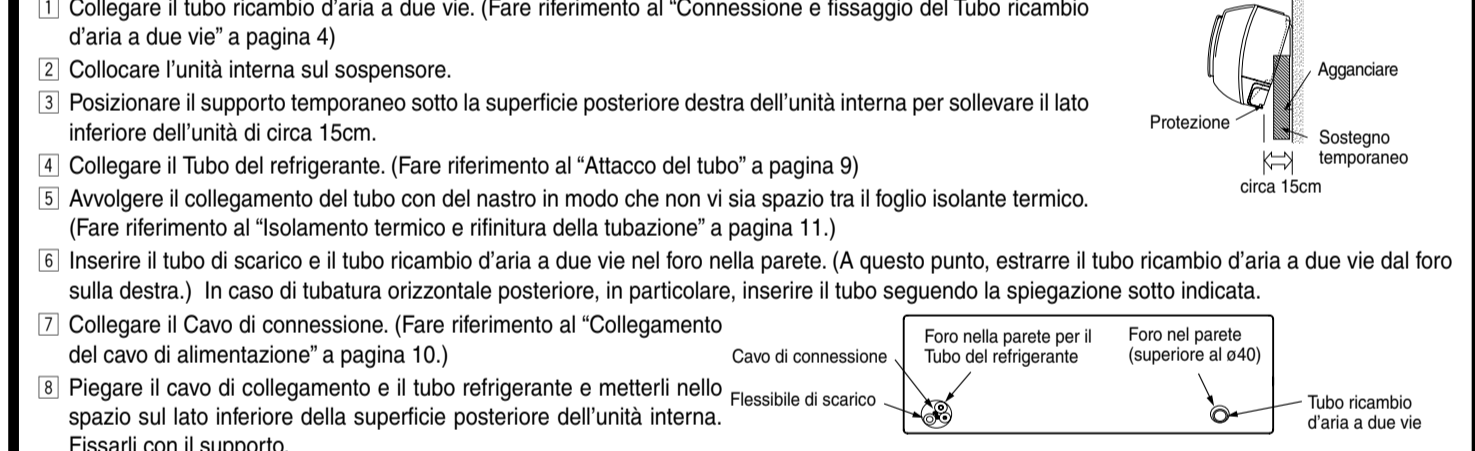 1 Collegare il tubo ricambio d'aria a due vie. (Fare riferimento al “Connessione e fissaggio del Tubo ricambio
d'aria a due vie” a pagina 4)
2 Collocare l'unità interna sul sospensore.
3 Posizionare il supporto temporaneo sotto la superficie posteriore destra dell'unità interna per sollevare il lato
inferiore dell'unità di circa 15cm.
4 Collegare il Tubo del refrigerante. (Fare riferimento al “Attacco del tubo” a pagina 9)
5 Avvolgere il collegamento del tubo con del nastro in modo che non vi sia spazio tra il foglio isolante termico.
(Fare riferimento al “Isolamento termico e rifinitura della tubazione” a pagina 11.)
Agganciare
Protezione
Sostegno
temporaneo
circa 15cm
6 Inserire il tubo di scarico e il tubo ricambio d'aria a due vie nel foro nella parete. (A questo punto, estrarre il tubo ricambio d'aria a due vie dal foro
sulla destra.) In caso di tubatura orizzontale posteriore, in particolare, inserire il tubo seguendo la spiegazione sotto indicata.
7 Collegare il Cavo di connessione. (Fare riferimento al “Collegamento
del cavo di alimentazione” a pagina 10.)
8 Piegare il cavo di collegamento e il tubo refrigerante e metterli nello
spazio sul lato inferiore della superficie posteriore dell'unità interna.
Fissarli con il supporto.
Cavo di connessione
Flessibile di scarico
Foro nella parete per il
Tubo del refrigerante
Foro nel parete
(superiore al ø40)
Tubo ricambio
d'aria a due vie